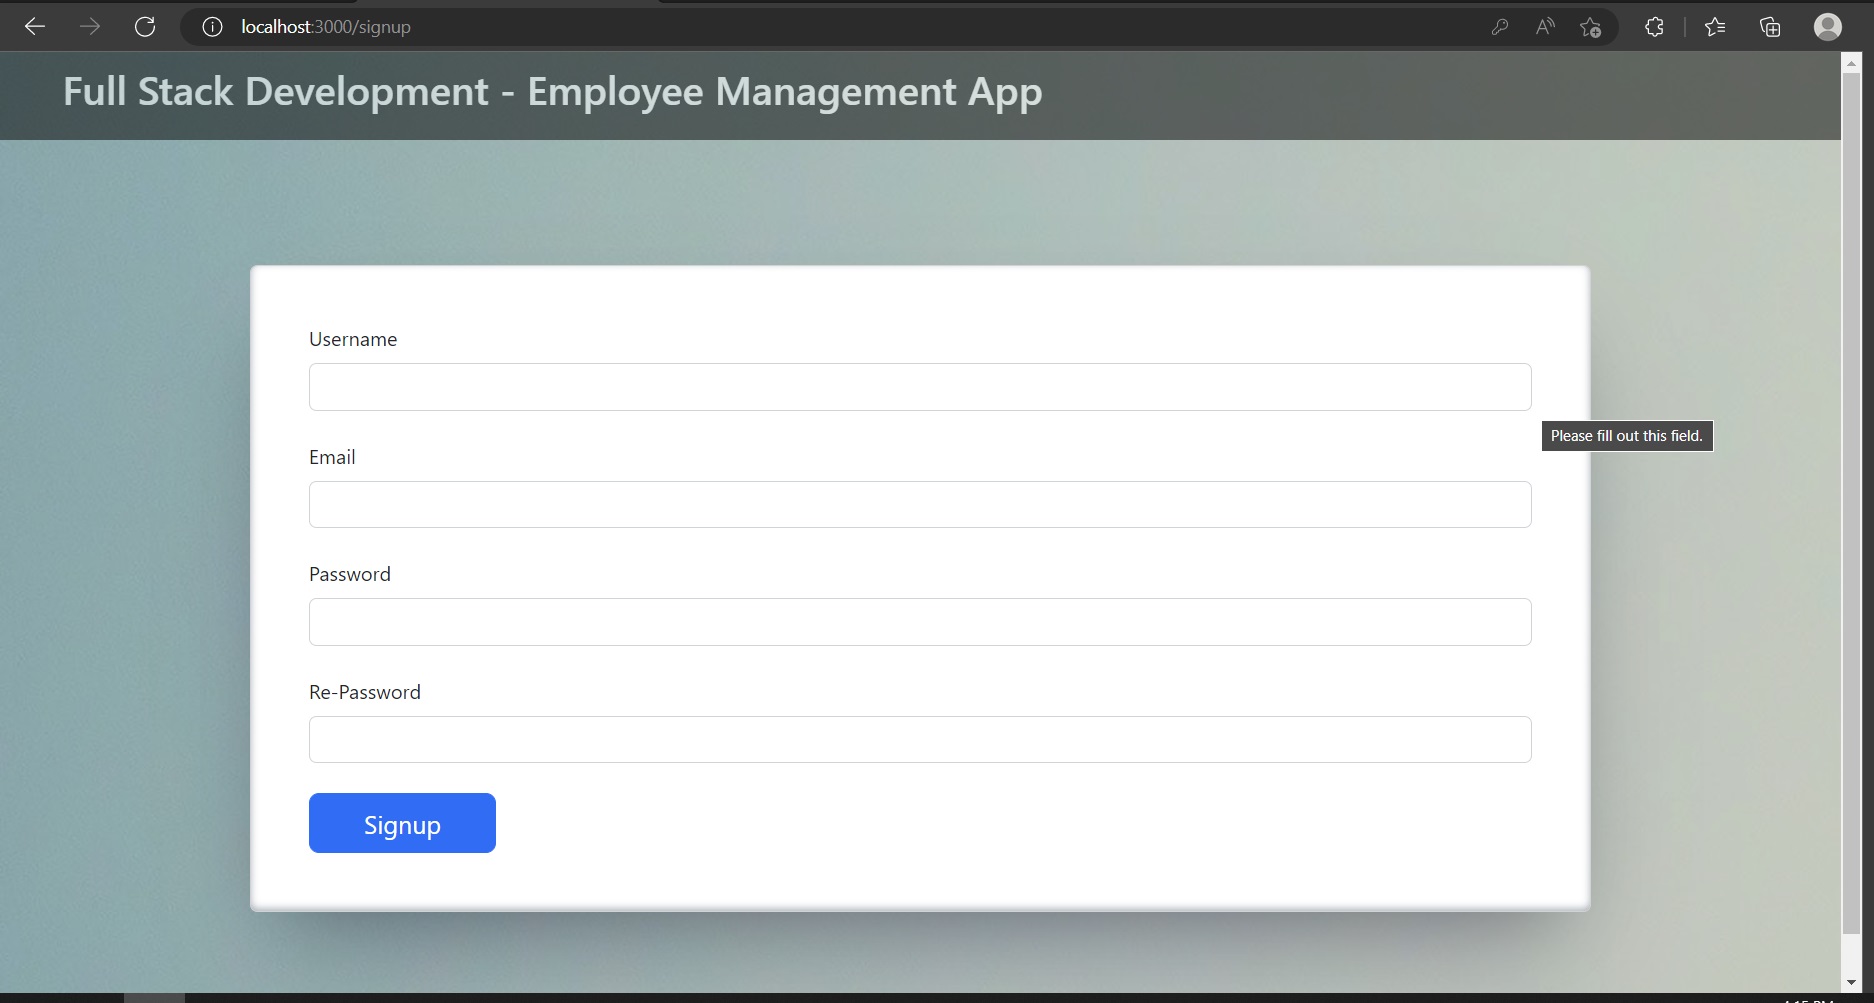 localhost:3000/signup
Full Stack Development - Employee Management App
Username
Please fill out this field.
Email
Password
Re-Password
Signup